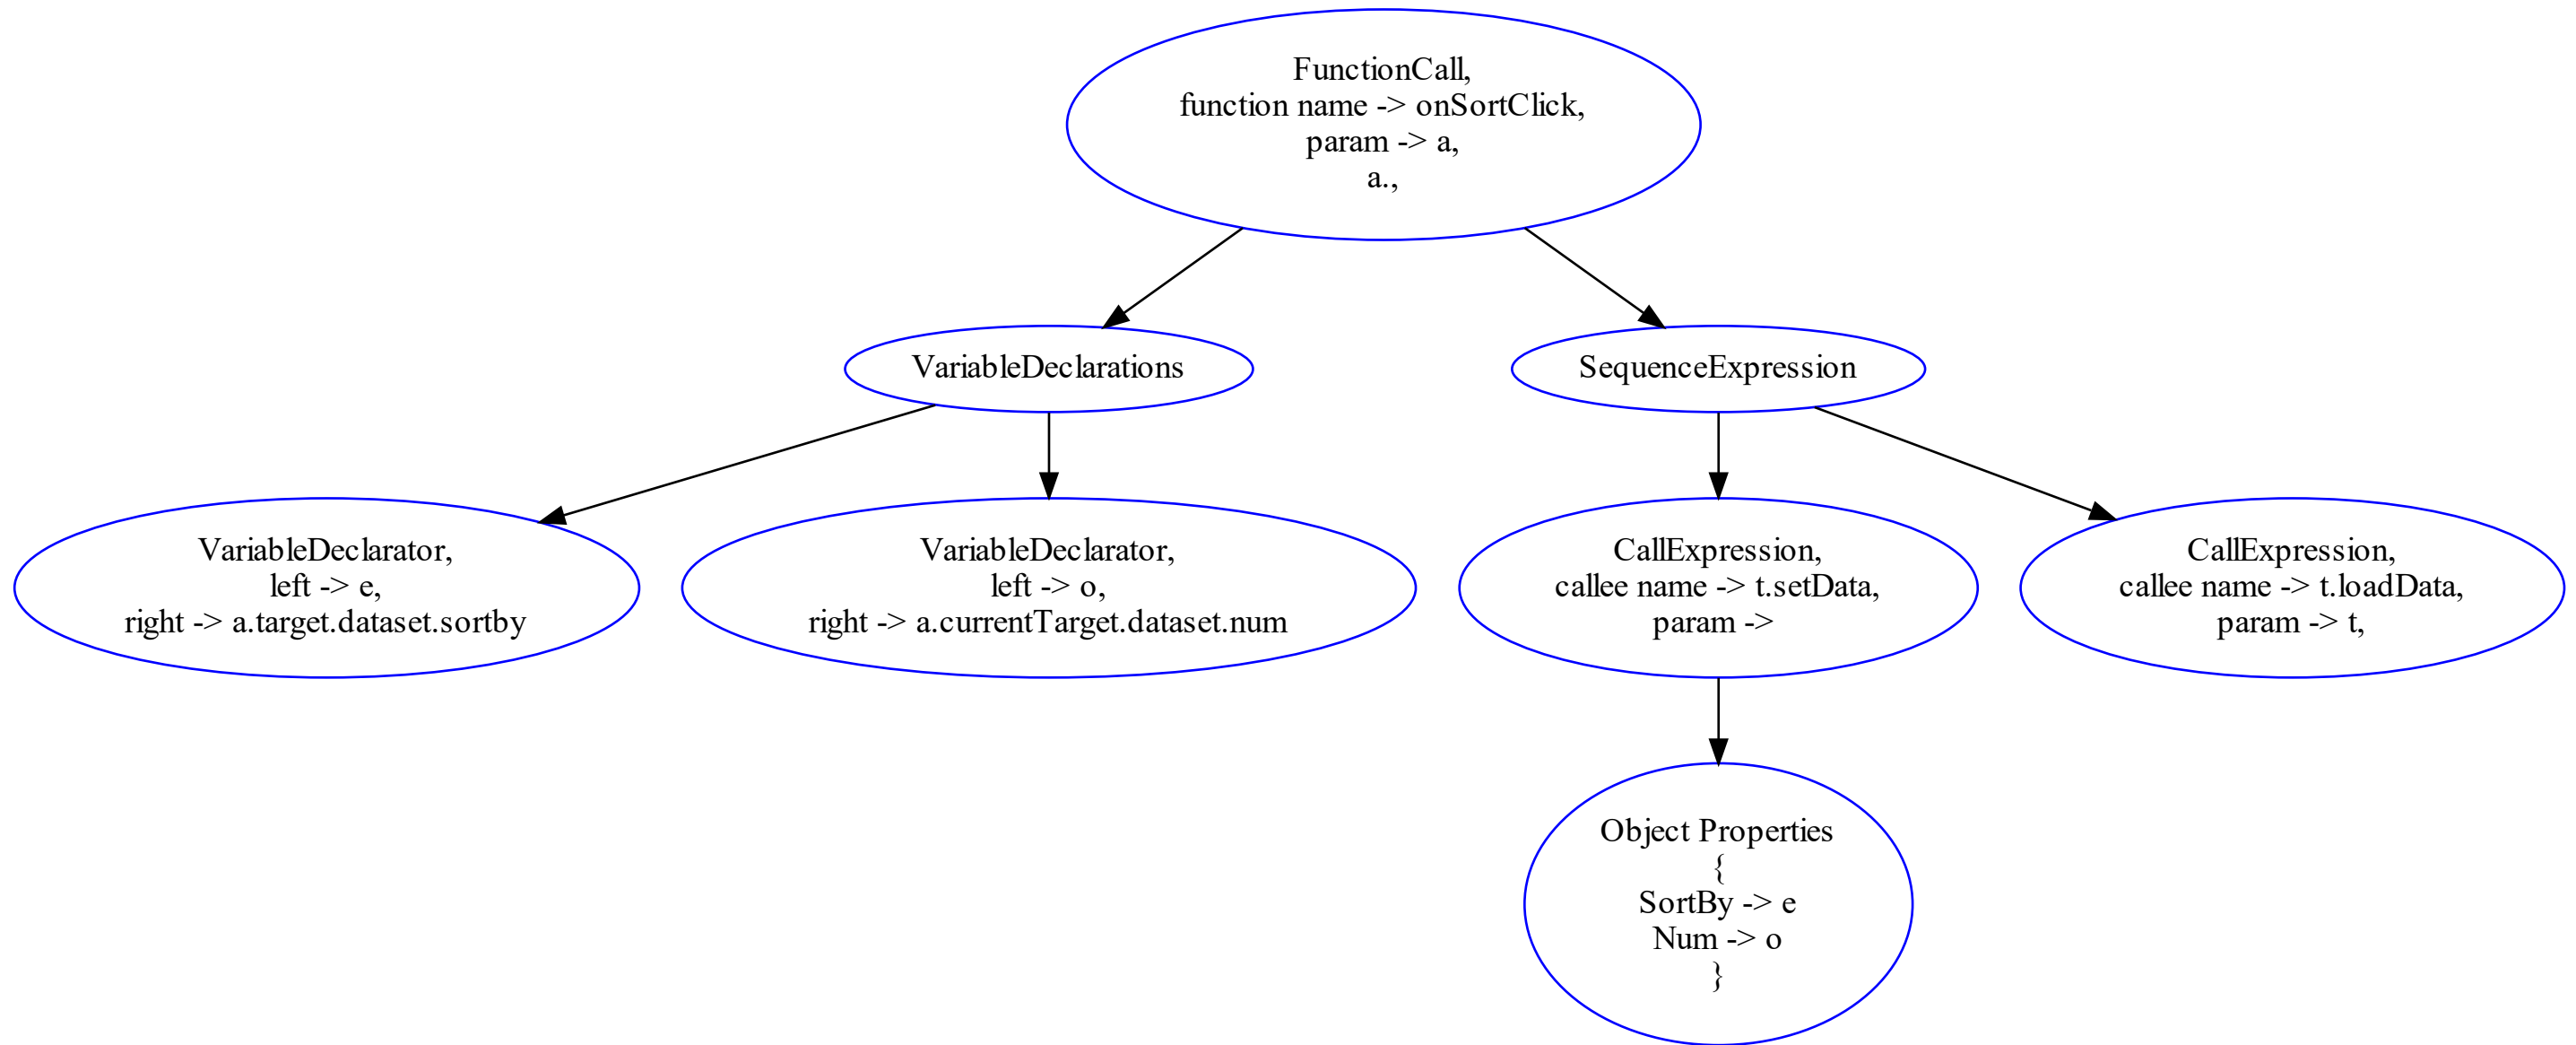 FunctionCall,
function name -> onSortClick,
param -> a,
a.,
VariableDeclarations
SequenceExpression
VariableDeclarator,
left -> e,
right -> a.target.dataset.sortby
VariableDeclarator,
left -> o,
right -> a.currentTarget.dataset.num
CallExpression,
callee name -> t.setData,
param ->
CallExpression,
callee name -> t.loadData,
param -> t,
Object Properties
{
SortBy -> e
Num -> o
}